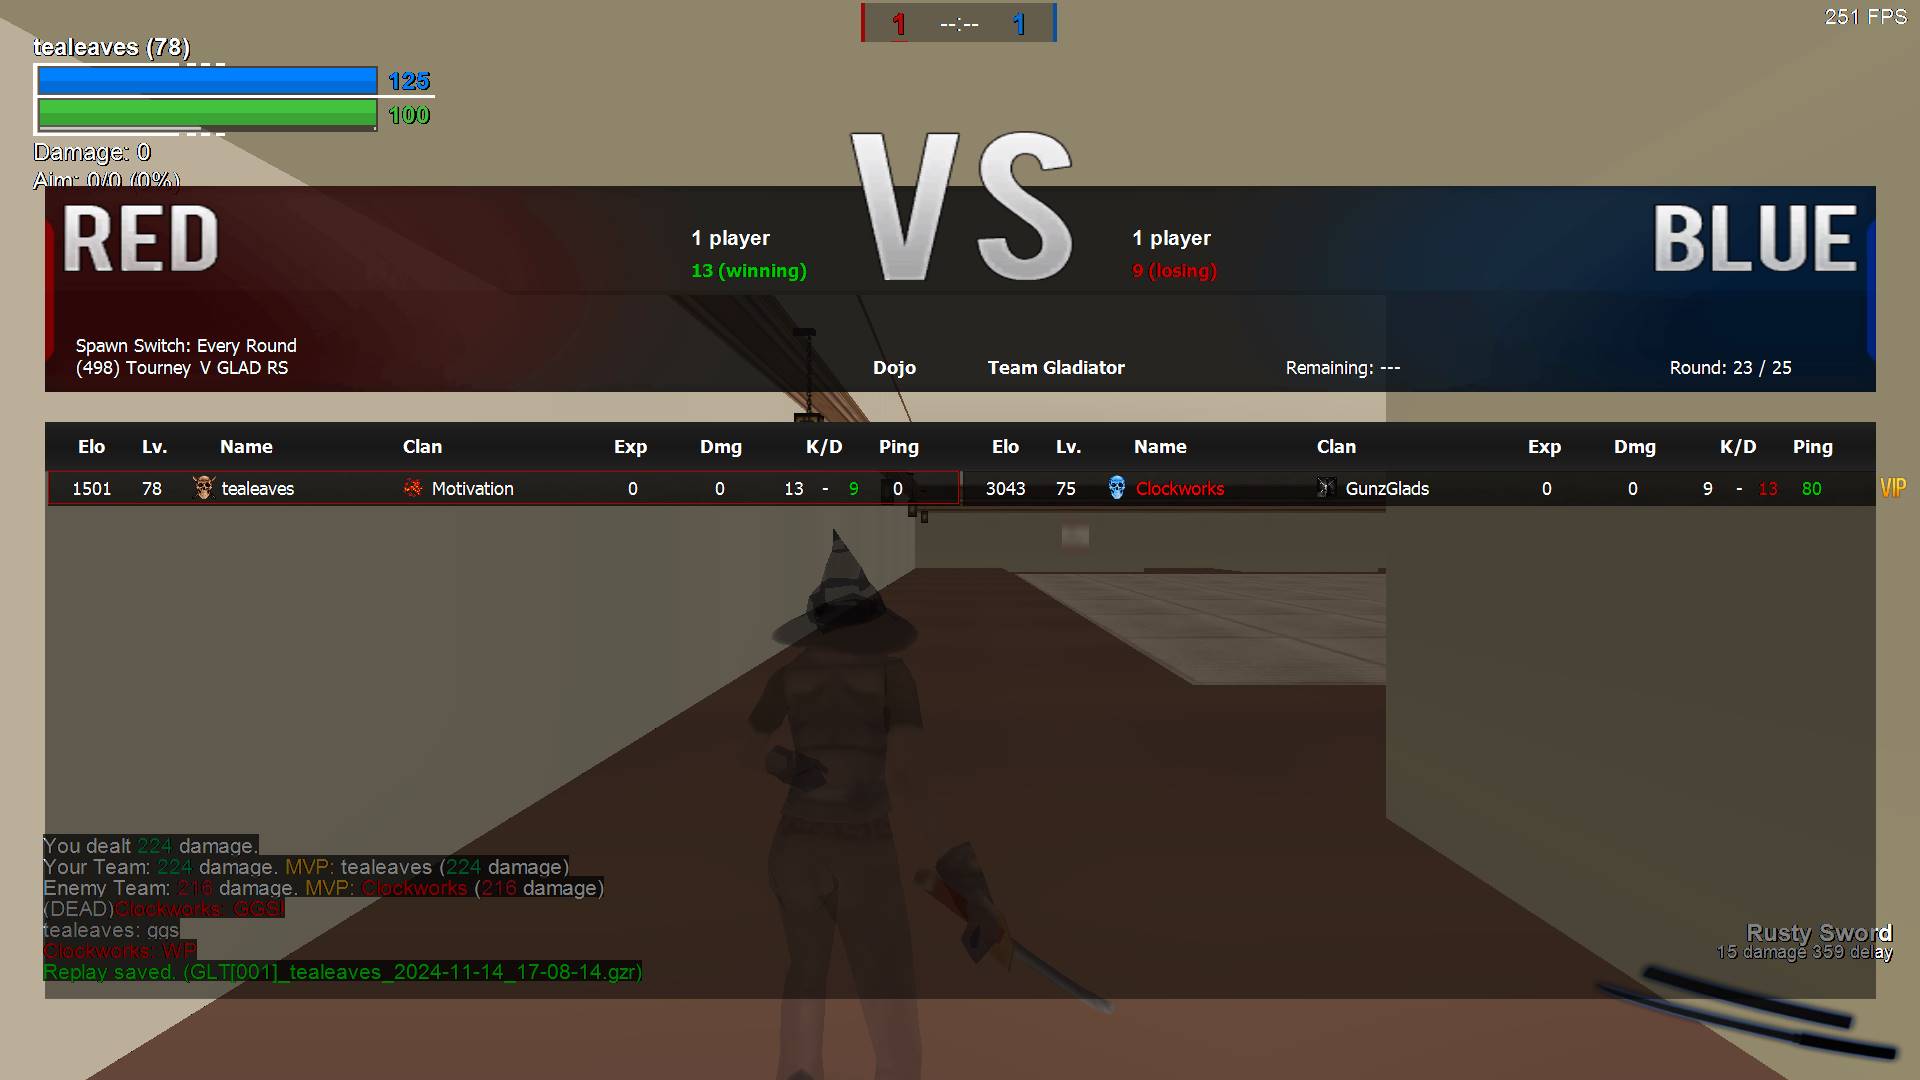 251 FPS
1 --:-- 1
tealeaves (78)
125
100
Damage: 0
Aim: 0/0 (0%)
VS
RED
BLUE
1 player
13 (winning)
1 player
9 (losing)
Spawn Switch: Every Round
(498) Tourney V GLAD RS
Dojo Team Gladiator Remaining: --- Round: 23 / 25
Elo Lv. Name Clan Exp Dmg K/D Ping Elo Lv. Name Clan Exp Dmg K/D Ping
1501 78 tealeaves Motivation 0 0 13 - 9 0 3043 75 Clockworks GunzGlads 0 0 9 - 13 80 VIP
You dealt 224 damage.
Your Team: 224 damage. MVP: tealeaves (224 damage)
Enemy Team: 216 damage. MVP: Clockworks (216 damage)
(DEAD)Clockworks: GGS!
tealeaves: ggs
Clockworks: WP
Replay saved. (GLT[001]_tealeaves_2024-11-14_17-08-14.gzr)
Rusty Sword
15 damage 359 delay